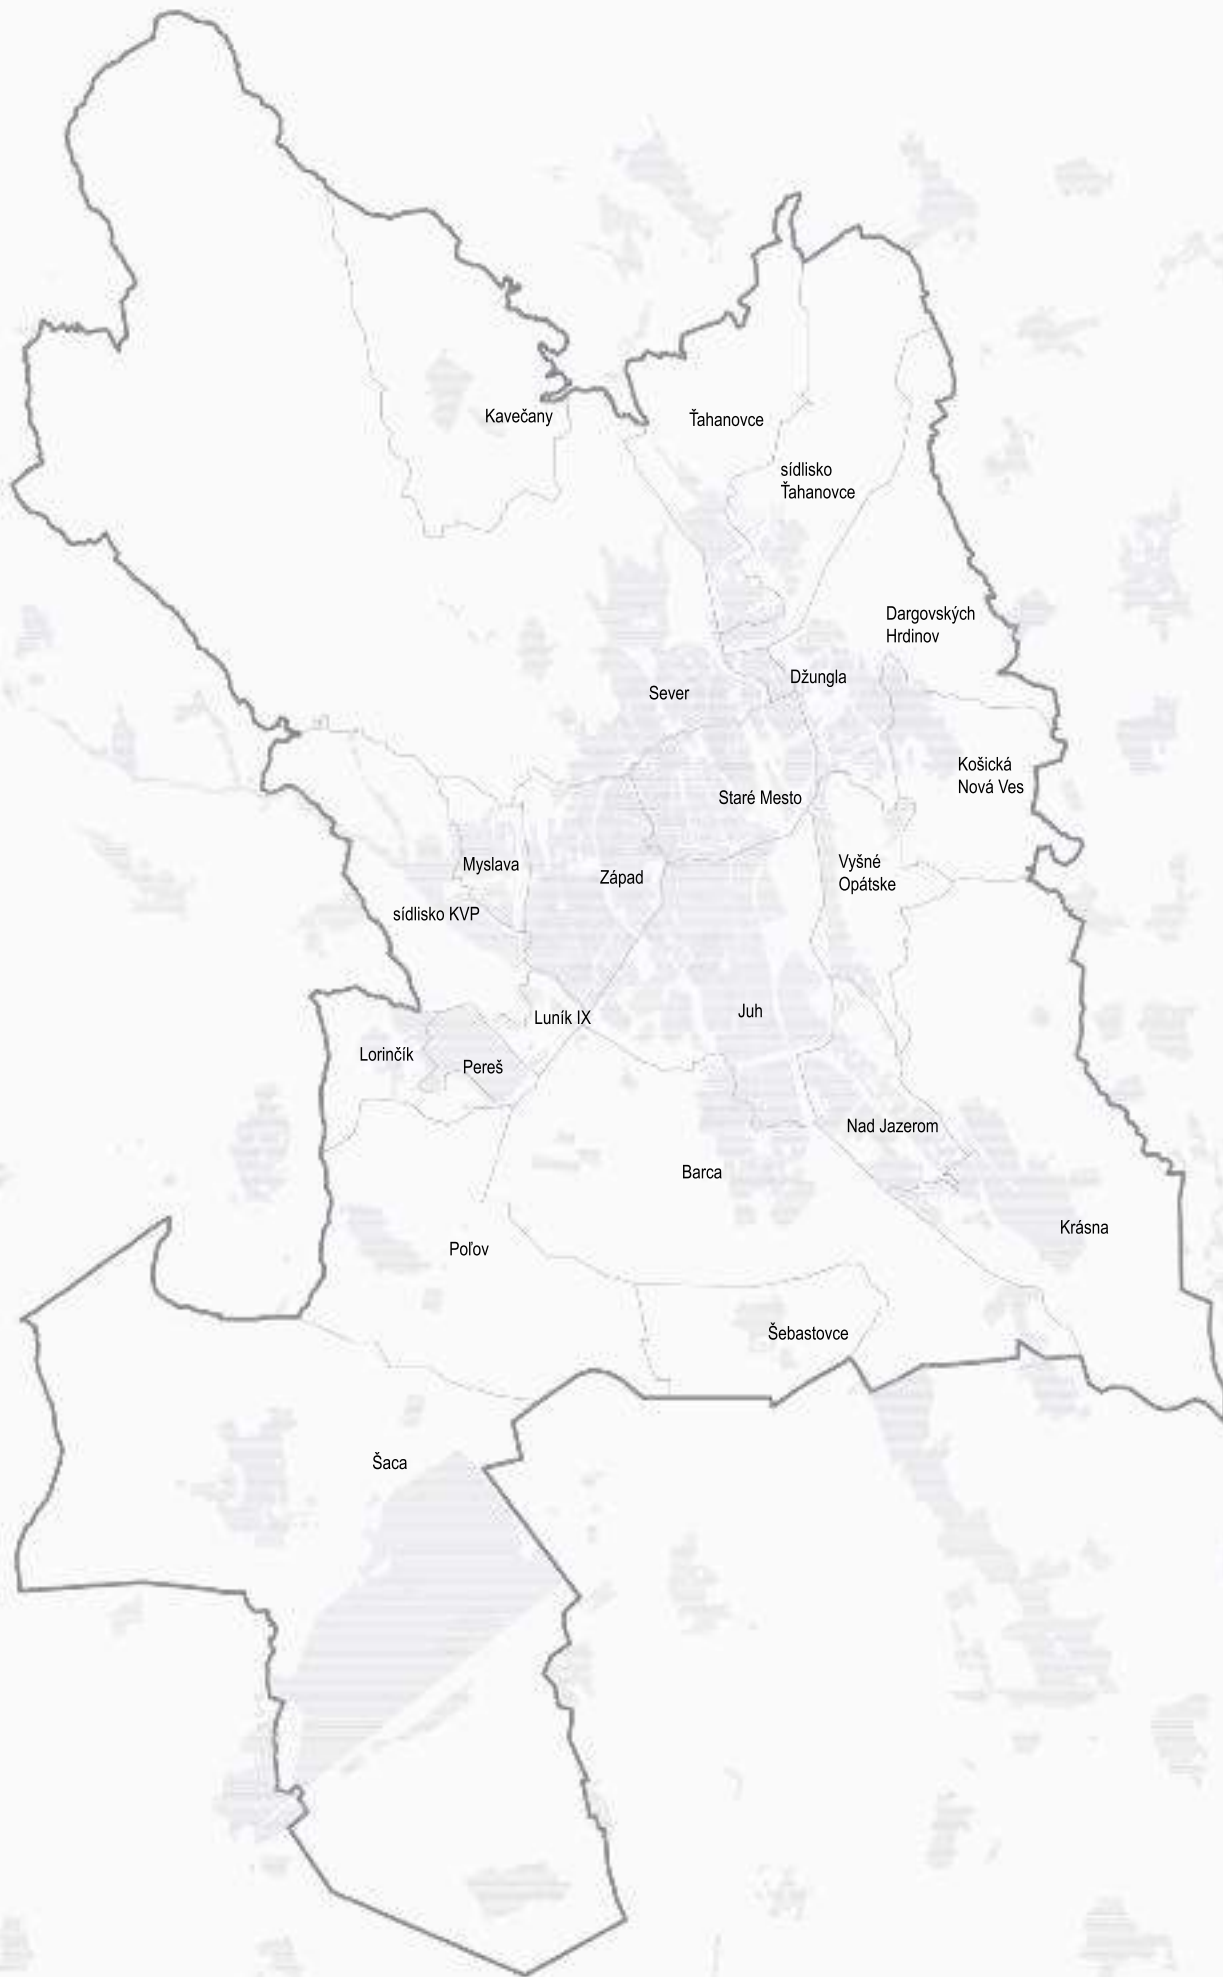 Kavečany
Ťahanovce
sídlisko
Ťahanovce
Dargovských
Hrdinov
Džungla
Sever
Košická
Nová Ves
Staré Mesto
Myslava
Západ
Vyšné
Opátske
sídlisko KVP
Luník IX
Juh
Lorinčík
Pereš
Nad Jazerom
Barca
Krásna
Poľov
Šebastovce
Šaca